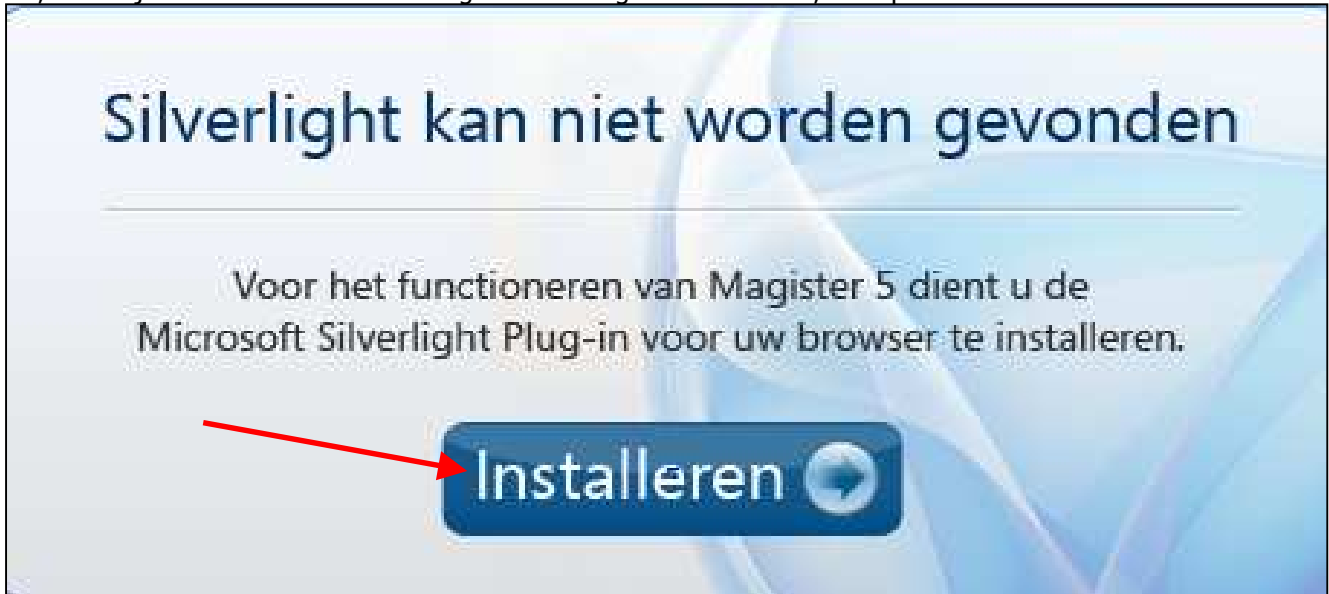 Silverlight kan niet worden gevonden
Voor het functioneren van Magister 5 dient u de
Microsoft Silverlight Plug-in voor uw browser te installeren.
Installeren